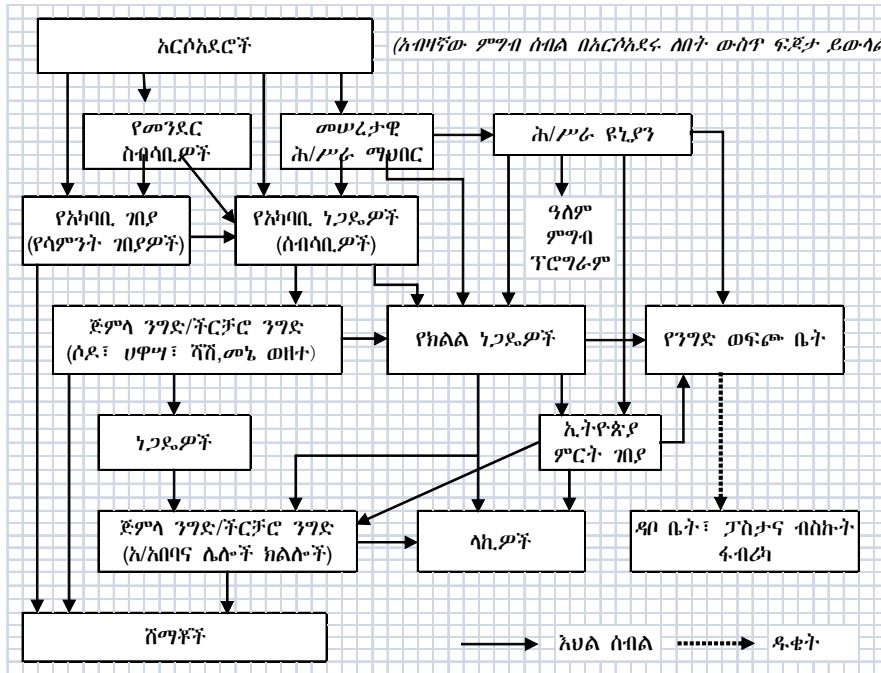 አርሶአደሮች
(አብዛኛው ምግብ ሰብል በአርሶአደሩ ለበት ውስጥ ፍጆታ ይውላል
የመንደር
ስብሳቢዎች
መሠረታዊ
ሕ/ሥራ ማህበር
ሕ/ሥራ ዩኒያን
የአካባቢ ገበያ
(የሳምንት ገበያዎች)
የአካባቢ ነጋዴዎች
(ሰብሳቢዎች)
ዓለም
ምግብ
ፕሮግራም
ጅምላ ንግድ/ችርቻሮ ንግድ
(ሶዶ፣ ሀዋሣ፣ ሻሸ,መኔ ወዘተ)
የክልል ነጋዴዎች
የንግድ ወፍጮ ቤት
ነጋዴዎች
ኢትዮጵያ
ምርት ገበያ
ጅምላ ንግድ/ችርቻሮ ንግድ
(አ/አበባና ሌሎች ክልሎች)
ላኪዎች
ዳቦ ቤት፣ ፓስታና ብስኩት
ፋብሪካ
ሸማቾች
እህል ሰብል
ዱቄት